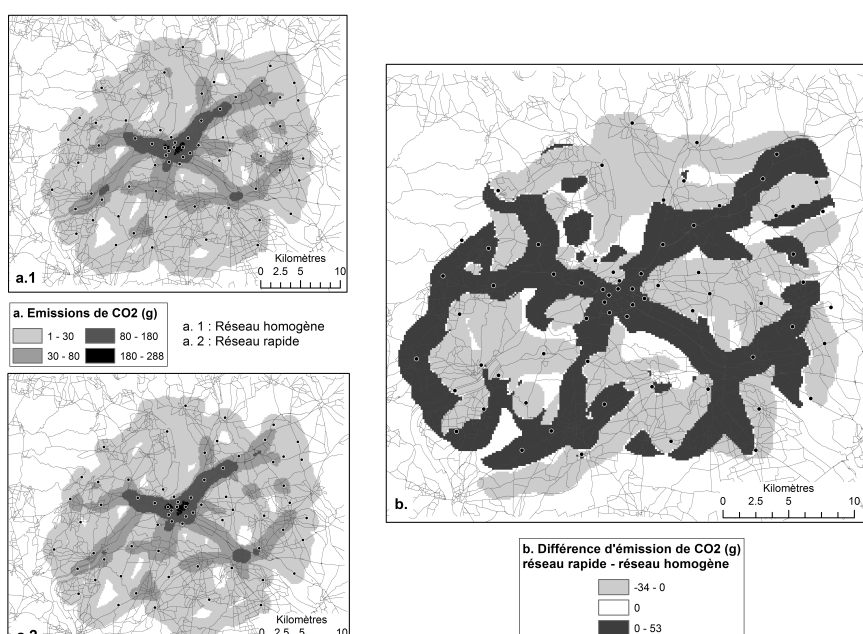 Kilomètres
a.1
0 2.5 5 10
a. Emissions de CO2 (g)
1 - 30
80 - 180
30 - 80
180 - 288
a. 1 : Réseau homogène
a. 2 : Réseau rapide
Kilomètres
a.2
0 2.5 5 10
Kilomètres
0 2.5 5 10
b.
b. Différence d'émission de CO2 (g)
réseau rapide - réseau homogène
-34 - 0
0
0 - 53